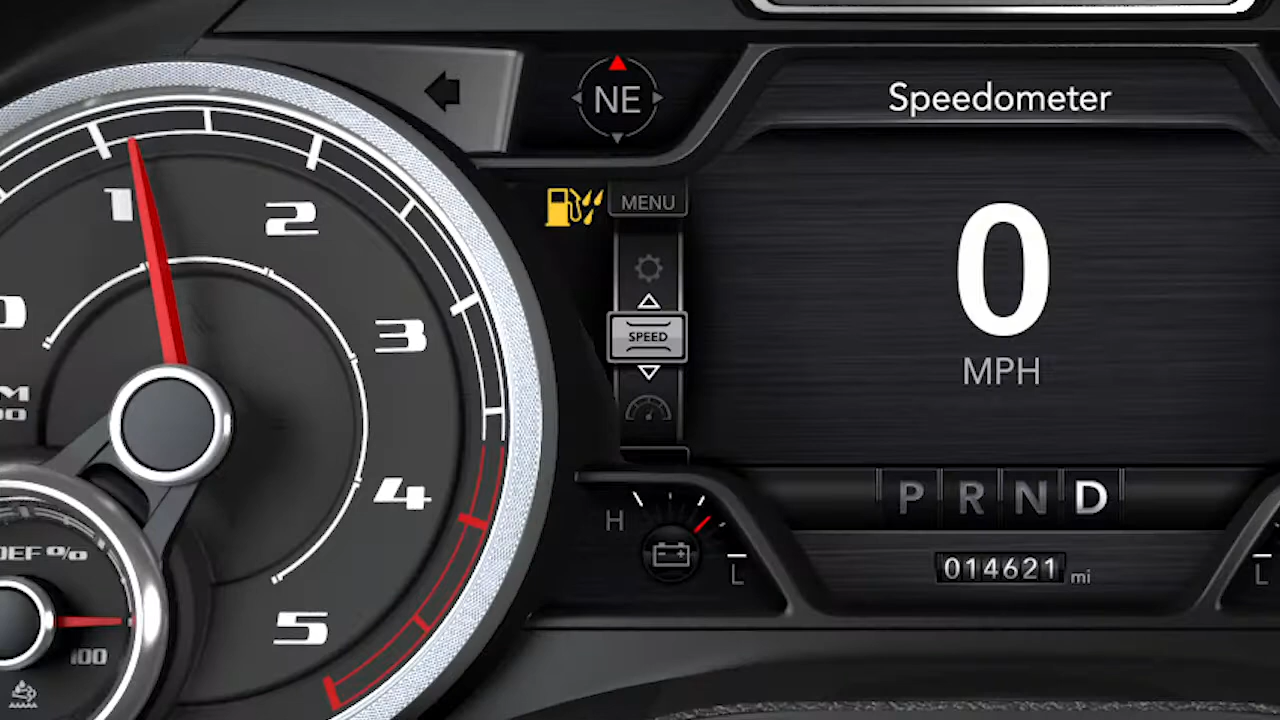 NE
Speedometer
MENU
1
2
0
MPH
SPEED
3
4
P R N D
H
L
014621 mi
L
DEF %
5
100